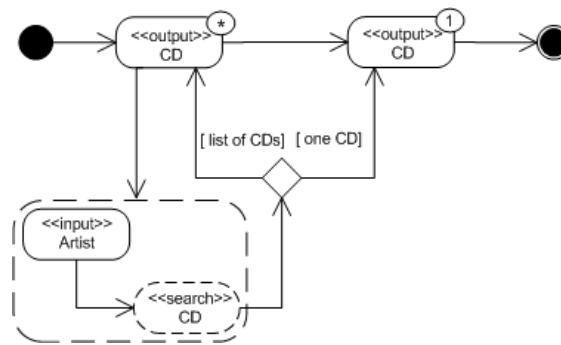 <<output>>
CD
*
<<output>>
CD
1
[ list of CDs]
[ one CD]
<<input>>
Artist
<<search>>
CD